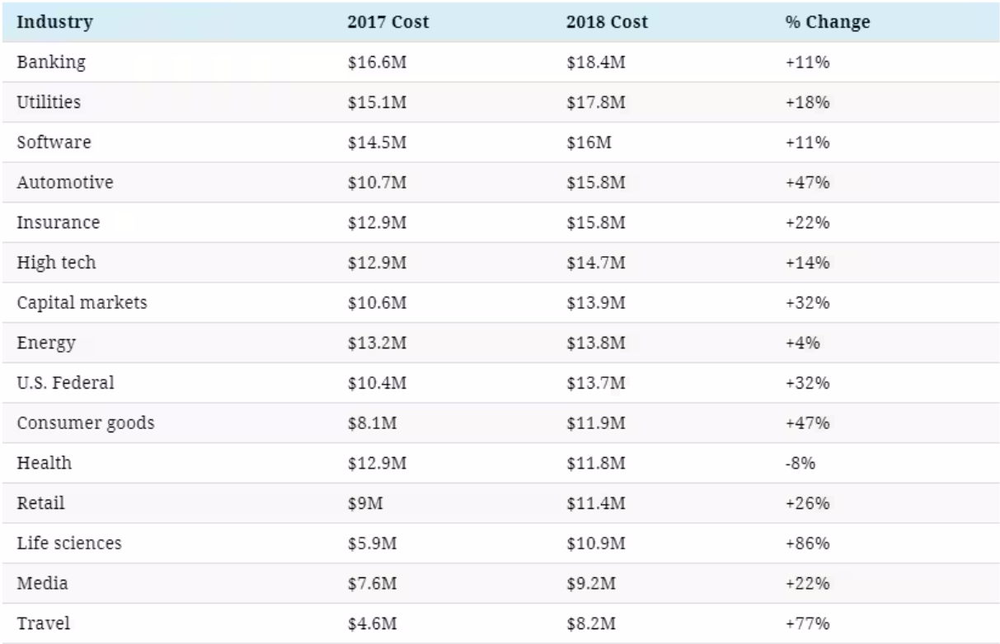 Industry 2017 Cost 2018 Cost % Change
Banking $16.6M $18.4M +11%
Utilities $15.1M $17.8M +18%
Software $14.5M $16M +11%
Automotive $10.7M $15.8M +47%
Insurance $12.9M $15.8M +22%
High tech $12.9M $14.7M +14%
Capital markets $10.6M $13.9M +32%
Energy $13.2M $13.8M +4%
U.S. Federal $10.4M $13.7M +32%
Consumer goods $8.1M $11.9M +47%
Health $12.9M $11.8M -8%
Retail $9M $11.4M +26%
Life sciences $5.9M $10.9M +86%
Media $7.6M $9.2M +22%
Travel $4.6M $8.2M +77%